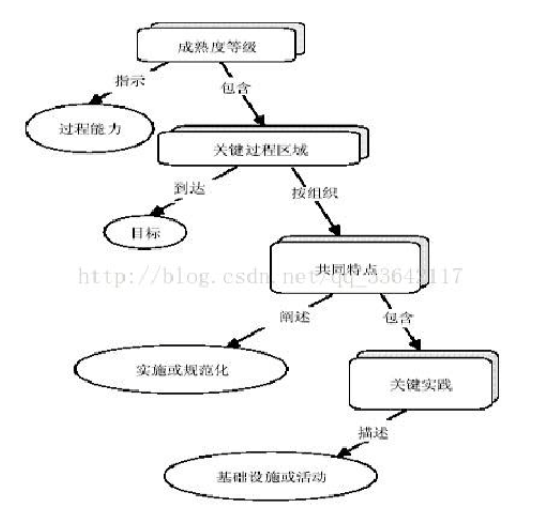 成熟度等级
指示
包含
过程能力
关键过程区域
到达
按组织
目标
共同特点
http://blog.csdn.net/qq_33642117
阐述
包含
实施或规范化
关键实践
描述
基础设施或活动